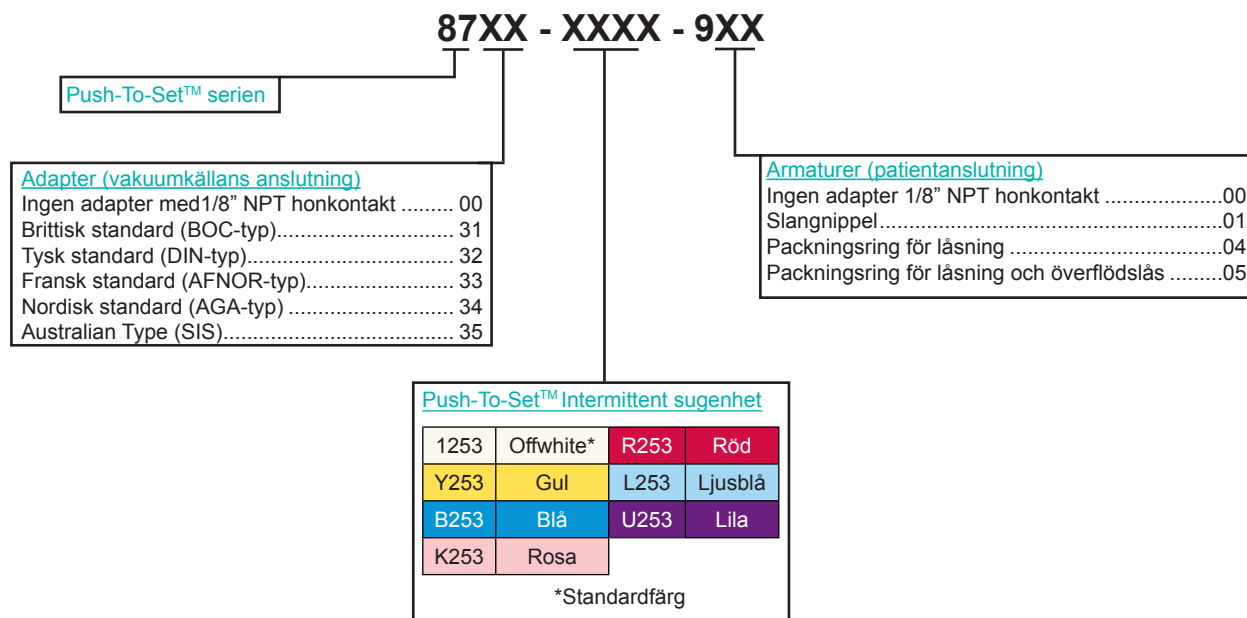 87XX - XXXX - 9XX
Push-To-Set™ serien
Adapter (vakuumkällans anslutning)
Ingen adapter med1/8” NPT honkontakt ......... 00
Brittisk standard (BOC-typ)................................ 31
Tysk standard (DIN-typ)..................................... 32
Fransk standard (AFNOR-typ)........................... 33
Nordisk standard (AGA-typ) .............................. 34
Australian Type (SIS)......................................... 35
Armaturer (patientanslutning)
Ingen adapter 1/8” NPT honkontakt ....................00
Slangnippel..........................................................01
Packningsring för låsning .....................................04
Packningsring för låsning och överflödslås .........05
Push-To-Set™ Intermittent sugenhet
1253 Offwhite* R253 Röd
Y253 Gul L253 Ljusblå
B253 Blå U253 Lila
K253 Rosa
*Standardfärg